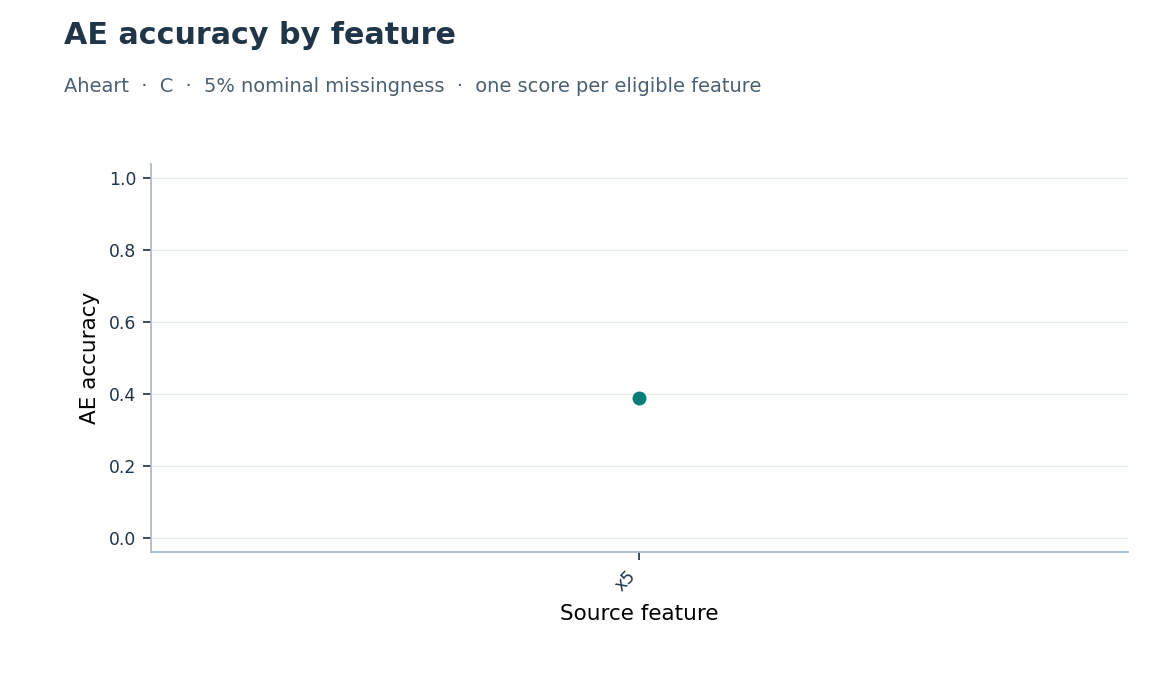 AE accuracy by feature
Aheart · C · 5% nominal missingness · one score per eligible feature
1.0
0.8
0.6
0.4
0.2
0.0
AE accuracy
x5
Source feature